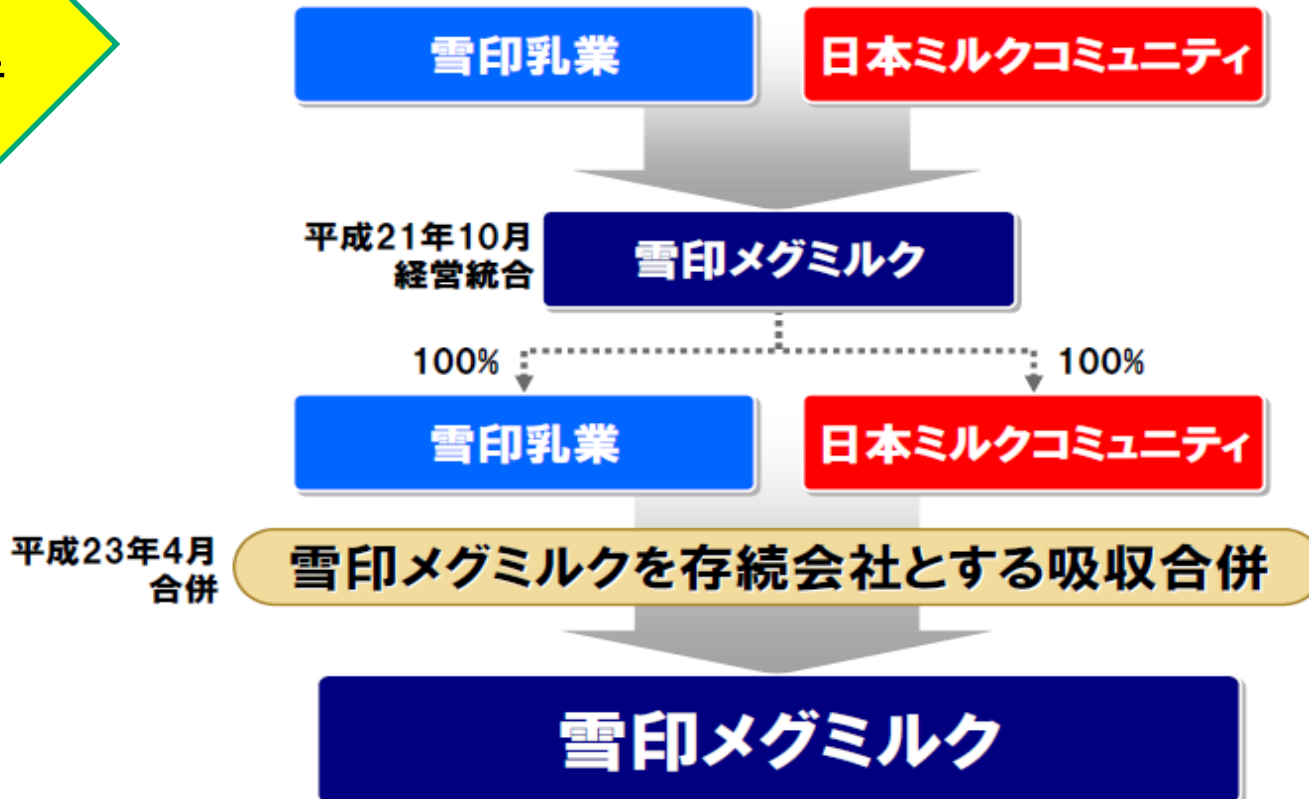 雪印乳業
日本ミルクコミュニティ
平成21年10月
経営統合
雪印メグミルク
100%
100%
雪印乳業
日本ミルクコミュニティ
平成23年4月
合併
雪印メグミルクを存続会社とする吸収合併
雪印メグミルク